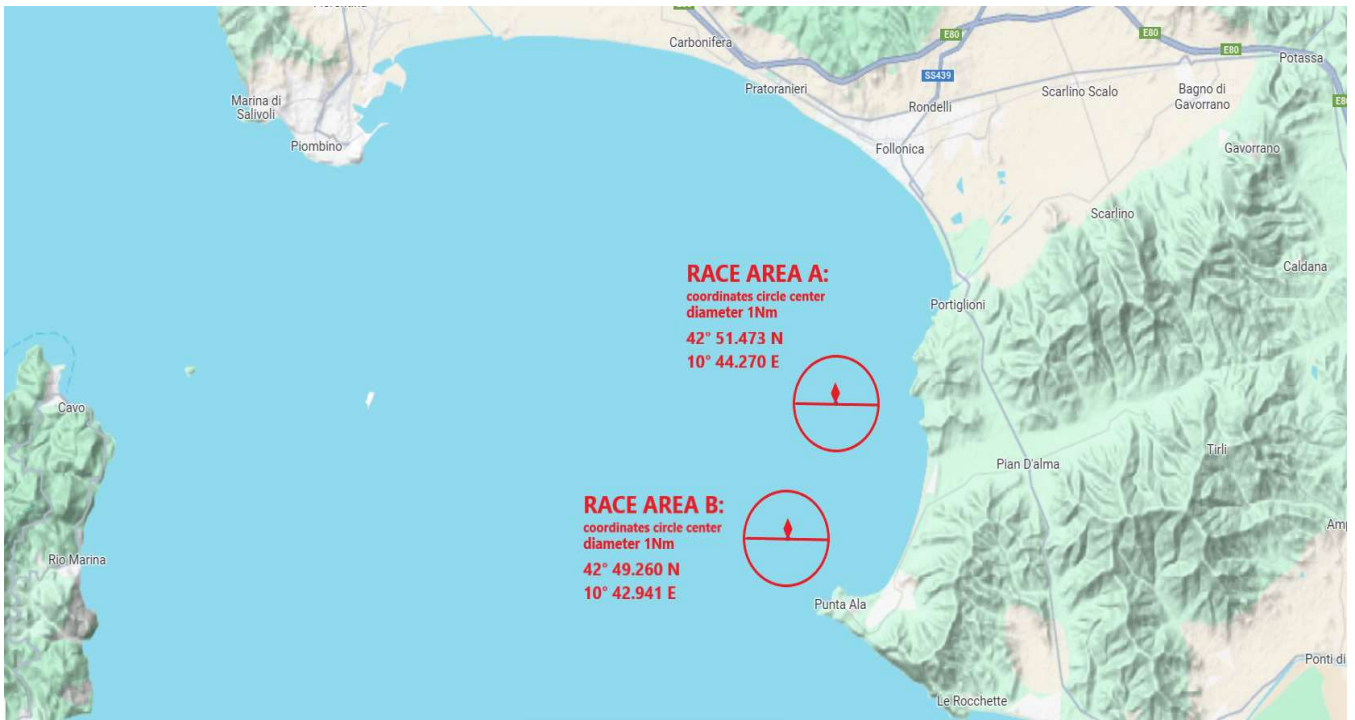 Carbonifera
E80
E80
E80
Potassa
SS439
Pratoranieri
Scarlino Scalo
Bagno di
Gavorrano
Marina di
Salivoli
Rondelli
Piombino
Follonica
Gavorrano
Scarlino
RACE AREA A:
coordinates circle center
diameter 1Nm
42° 51.473 N
10° 44.270 E
Caldana
Portiglioni
Cavo
Tirli
Pian D'alma
RACE AREA B:
coordinates circle center
diameter 1Nm
42° 49.260 N
10° 42.941 E
Rio Marina
Punta Ala
Ponti di
Le Rocchette